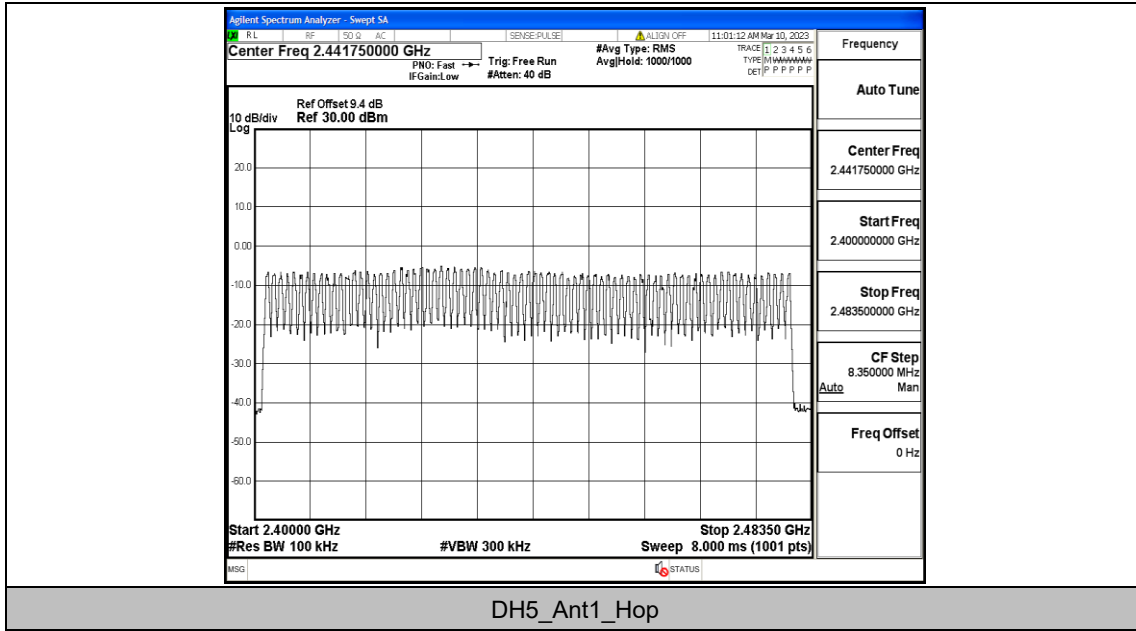 Agilent Spectrum Analyzer - Swept SA
LXI RL RF 50 Ω AC SENSE:PULSE ALIGN OFF 11:01:12 AM Mar 10, 2023
Center Freq 2.441750000 GHz
PNO: Fast
IFGain:Low
Trig: Free Run
#Atten: 40 dB
#Avg Type: RMS
Avg|Hold: 1000/1000
TRACE 1 2 3 4 5 6
TYPE M
DET P P P P P P
Ref Offset 9.4 dB
10 dB/div Ref 30.00 dBm
Log
20.0
10.0
0.00
-10.0
-20.0
-30.0
-40.0
-50.0
-60.0
Start 2.40000 GHz Stop 2.48350 GHz
#Res BW 100 kHz #VBW 300 kHz Sweep 8.000 ms (1001 pts)
MSG STATUS
Frequency
Auto Tune
Center Freq
2.441750000 GHz
Start Freq
2.400000000 GHz
Stop Freq
2.483500000 GHz
CF Step
8.350000 MHz
Auto Man
Freq Offset
0 Hz
DH5_Ant1_Hop